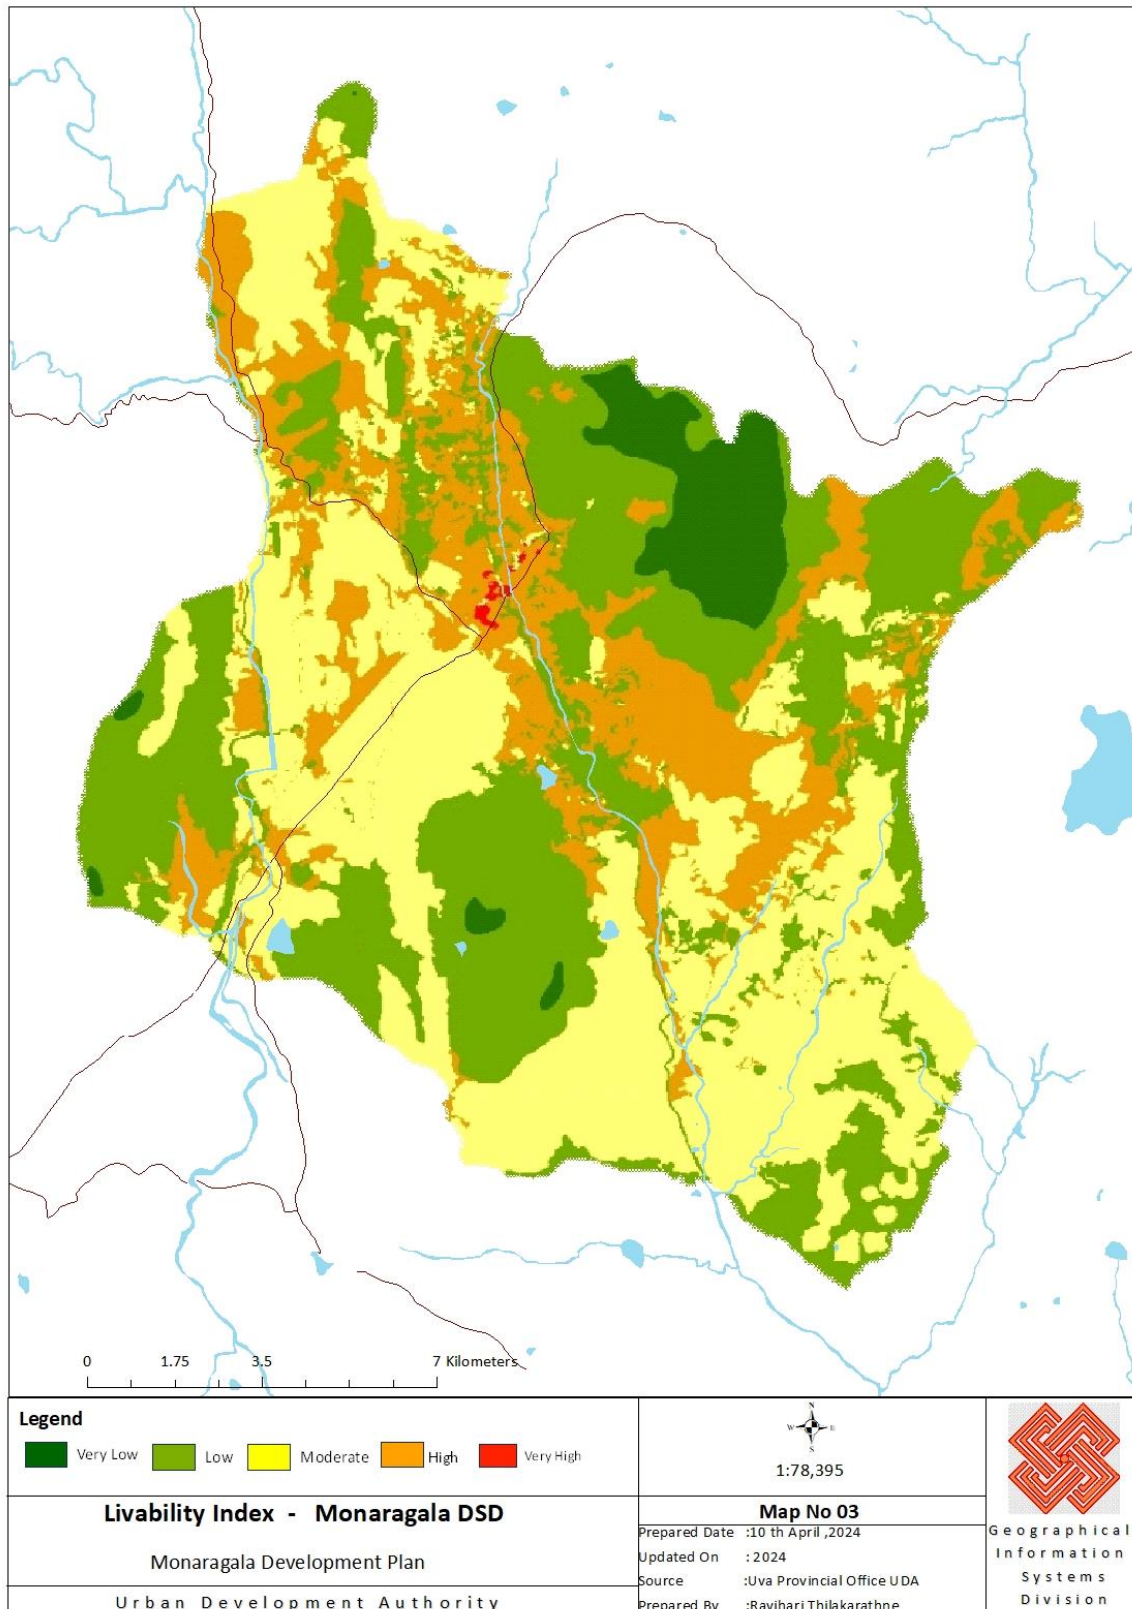 0 1.75 3.5 7 Kilometers
Legend
Very Low Low Moderate High Very High
N
W E
S
1:78,395
Livability Index - Monaragala DSD
Monaragala Development Plan
Urban Development Authority
Map No 03
Prepared Date :10 th April ,2024
Updated On : 2024
Source :Uva Provincial Office UDA
Prepared By :Ravihari Thilakarathne
Geographical
Information
Systems
Division